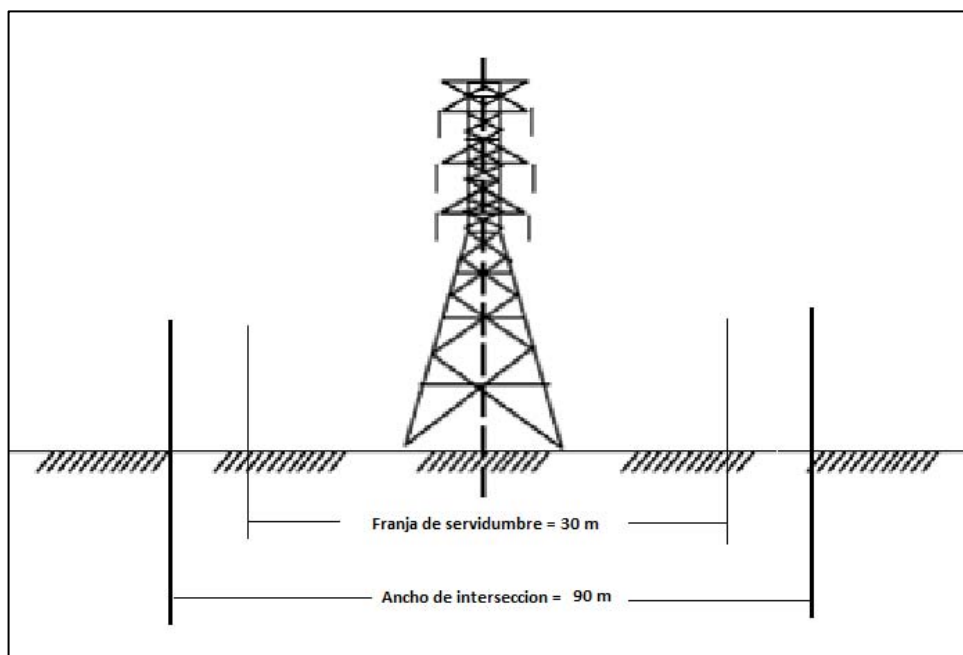 Franja de servidumbre = 30 m
Ancho de interseccion = 90 m